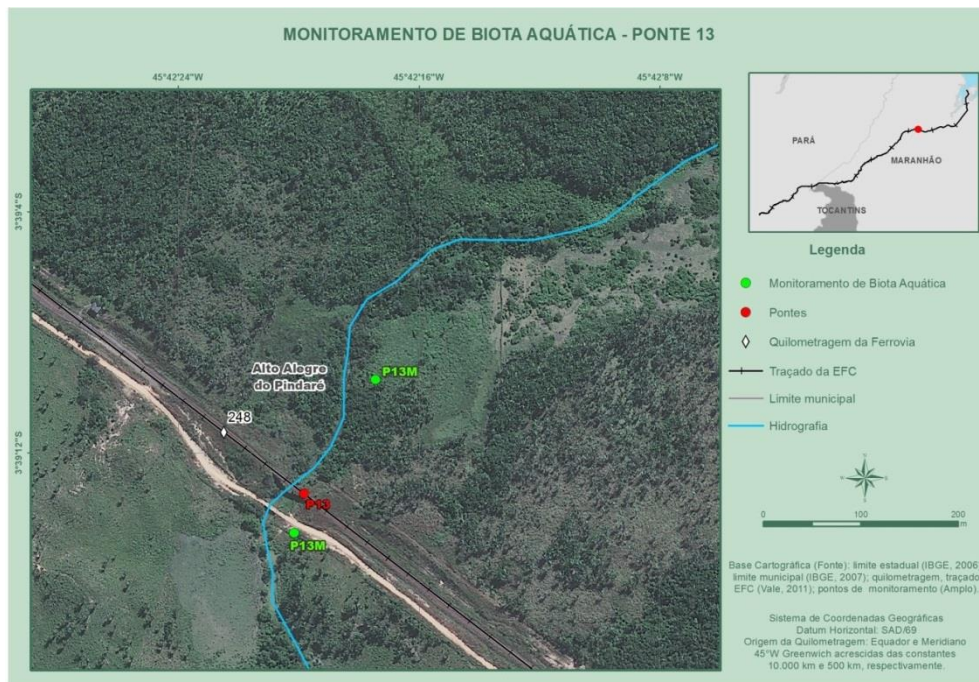 MONITORAMENTO DE BIOTA AQUÁTICA - PONTE 13
45°42'24"W
45°42'16"W
45°42'8"W
3°39'4"S
3°39'12"S
Alto Alegre
do Pindaré
P13M
248
P13
P13M
PARÁ
MARANHÃO
TOCANTINS
Legenda
Monitoramento de Biota Aquática
Pontes
Quilometragem da Ferrovia
Traçado da EFC
Limite municipal
Hidrografia
0 100 200
m
Base Cartográfica (Fonte): limite estadual (IBGE, 2006
limite municipal (IBGE, 2007); quilometragem, traçado
EFC (Vale, 2011); pontos de monitoramento (Amplo).
Sistema de Coordenadas Geográficas
Datum Horizontal: SAD/69
Origem da Quilometragem: Equador e Meridiano
45°W Greenwich acrescidas das constantes
10.000 km e 500 km, respectivamente.